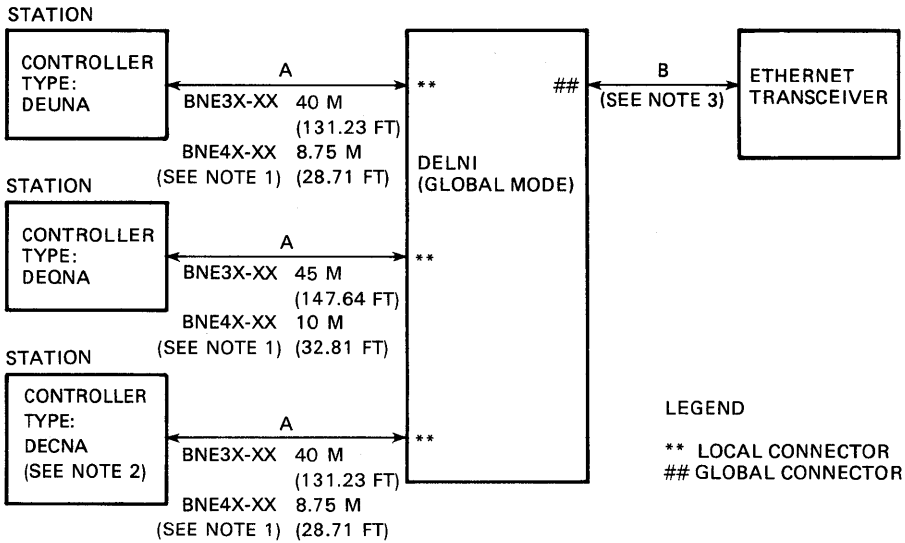 STATION
CONTROLLER
TYPE:
DEUNA
A
BNE3X-XX 40 M
(131.23 FT)
BNE4X-XX 8.75 M
(SEE NOTE 1) (28.71 FT)
STATION
CONTROLLER
TYPE:
DEQNA
A
BNE3X-XX 45 M
(147.64 FT)
BNE4X-XX 10 M
(SEE NOTE 1) (32.81 FT)
STATION
CONTROLLER
TYPE:
DECNA
(SEE NOTE 2)
A
BNE3X-XX 40 M
(131.23 FT)
BNE4X-XX 8.75 M
(SEE NOTE 1) (28.71 FT)
** 
##
DELNI
(GLOBAL MODE)
**
**
B
(SEE NOTE 3)
ETHERNET
TRANSCEIVER
LEGEND
** LOCAL CONNECTOR
## GLOBAL CONNECTOR